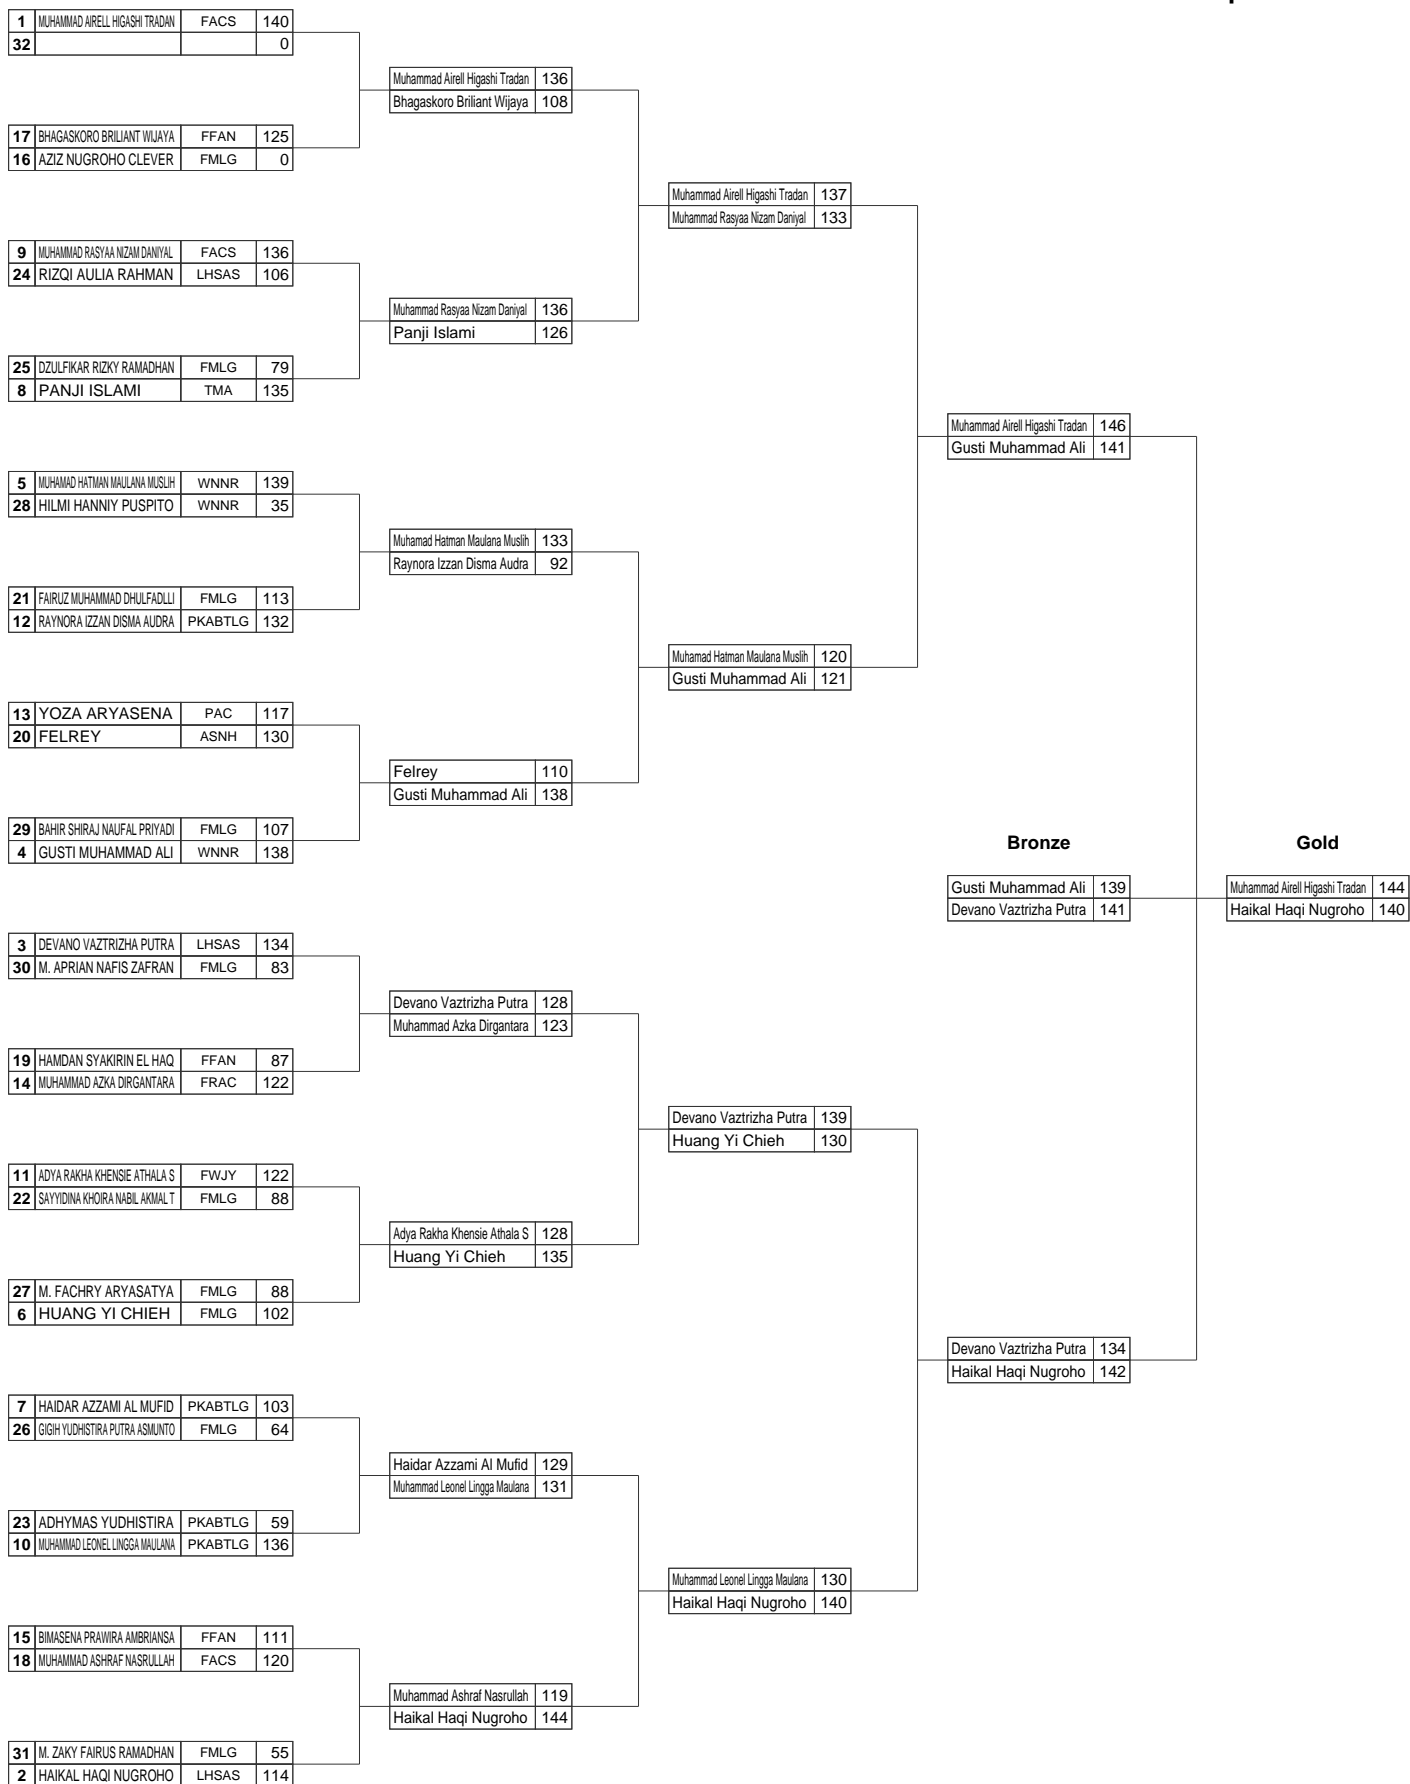 1 MUHAMMAD AIRELL HIGASHI TRADAN FACS 140
32 0
Muhammad Airell Higashi Tradan 136
Bhagaskoro Briliant Wijaya 108
17 BHAGASKORO BRILIANT WIJAYA FFAN 125
16 AZIZ NUGROHO CLEVER FMLG 0
Muhammad Airell Higashi Tradan 137
Muhammad Rasyaa Nizam Daniyal 133
9 MUHAMMAD RASYAA NIZAM DANIYAL FACS 136
24 RIZQI AULIA RAHMAN LHSAS 106
Muhammad Rasyaa Nizam Daniyal 136
Panji Islami 126
25 DZULFIKAR RIZKY RAMADHAN FMLG 79
8 PANJI ISLAMI TMA 135
Muhammad Airell Higashi Tradan 146
Gusti Muhammad Ali 141
5 MUHAMAD HATMAN MAULANA MUSLIH WNNR 139
28 HILMI HANNIY PUSPITO WNNR 35
Muhamad Hatman Maulana Muslih 133
Raynora Izzan Disma Audra 92
21 FAIRUZ MUHAMMAD DHULFADLLI FMLG 113
12 RAYNORA IZZAN DISMA AUDRA PKABTLG 132
Muhamad Hatman Maulana Muslih 120
Gusti Muhammad Ali 121
13 YOZA ARYASENA PAC 117
20 FELREY ASNH 130
Felrey 110
Gusti Muhammad Ali 138
29 BAHIR SHIRAJ NAUFAL PRIYADI FMLG 107
4 GUSTI MUHAMMAD ALI WNNR 138
Bronze Gold
Gusti Muhammad Ali 139
Devano Vaztrizha Putra 141
Muhammad Airell Higashi Tradan 144
Haikal Haqi Nugroho 140
3 DEVANO VAZTRIZHA PUTRA LHSAS 134
30 M. APRIAN NAFIS ZAFRAN FMLG 83
Devano Vaztrizha Putra 128
Muhammad Azka Dirgantara 123
19 HAMDAN SYAKIRIN EL HAQ FFAN 87
14 MUHAMMAD AZKA DIRGANTARA FRAC 122
Devano Vaztrizha Putra 139
Huang Yi Chieh 130
11 ADYA RAKHA KHENSIE ATHALA S FWJY 122
22 SAYYIDINA KHOIRA NABIL AKMAL T FMLG 88
Adya Rakha Khensie Athala S 128
Huang Yi Chieh 135
27 M. FACHRY ARYASATYA FMLG 88
6 HUANG YI CHIEH FMLG 102
Devano Vaztrizha Putra 134
Haikal Haqi Nugroho 142
7 HAIDAR AZZAMI AL MUFID PKABTLG 103
26 GIGIH YUDHISTIRA PUTRA ASMUNTO FMLG 64
Haidar Azzami Al Mufid 129
Muhammad Leonel Lingga Maulana 131
23 ADHYMAS YUDHISTIRA PKABTLG 59
10 MUHAMMAD LEONEL LINGGA MAULANA PKABTLG 136
Muhammad Leonel Lingga Maulana 130
Haikal Haqi Nugroho 140
15 BIMASENA PRAWIRA AMBRIANSA FFAN 111
18 MUHAMMAD ASHRAF NASRULLAH FACS 120
Muhammad Ashraf Nasrullah 119
Haikal Haqi Nugroho 144
31 M. ZAKY FAIRUS RAMADHAN FMLG 55
2 HAIKAL HAQI NUGROHO LHSAS 114